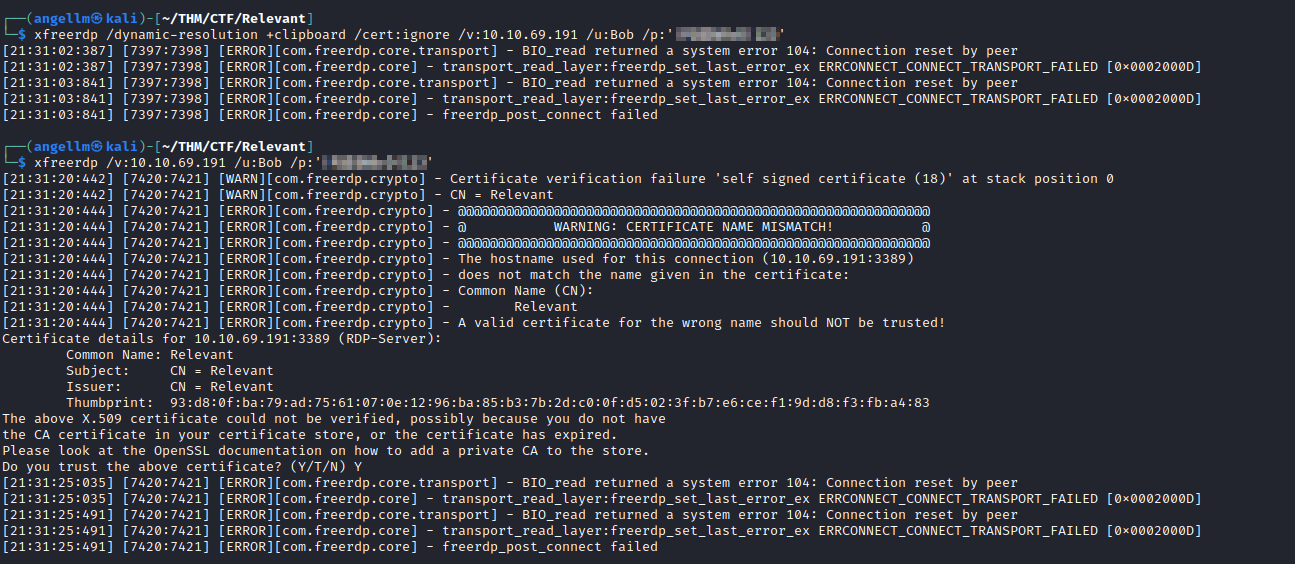 ┌──(angellm㉿kali)-[~/THM/CTF/Relevant]
└─$ xfreerdp /dynamic-resolution +clipboard /cert:ignore /v:10.10.69.191 /u:Bob /p:' '
[21:31:02:387] [7397:7398] [ERROR][com.freerdp.core.transport] - BIO_read returned a system error 104: Connection reset by peer
[21:31:02:387] [7397:7398] [ERROR][com.freerdp.core] - transport_read_layer:freerdp_set_last_error_ex ERRCONNECT_CONNECT_TRANSPORT_FAILED [0×0002000D]
[21:31:03:841] [7397:7398] [ERROR][com.freerdp.core.transport] - BIO_read returned a system error 104: Connection reset by peer
[21:31:03:841] [7397:7398] [ERROR][com.freerdp.core] - transport_read_layer:freerdp_set_last_error_ex ERRCONNECT_CONNECT_TRANSPORT_FAILED [0×0002000D]
[21:31:03:841] [7397:7398] [ERROR][com.freerdp.core] - freerdp_post_connect failed
┌──(angellm㉿kali)-[~/THM/CTF/Relevant]
└─$ xfreerdp /v:10.10.69.191 /u:Bob /p:' '
[21:31:20:442] [7420:7421] [WARN][com.freerdp.crypto] - Certificate verification failure 'self signed certificate (18)' at stack position 0
[21:31:20:442] [7420:7421] [WARN][com.freerdp.crypto] - CN = Relevant
[21:31:20:444] [7420:7421] [ERROR][com.freerdp.crypto] - @@@@@@@@@@@@@@@@@@@@@@@@@@@@@@@@@@@@@@@@@@@@@@@@@@@@@@@@@@@
[21:31:20:444] [7420:7421] [ERROR][com.freerdp.crypto] - @           WARNING: CERTIFICATE NAME MISMATCH!           @
[21:31:20:444] [7420:7421] [ERROR][com.freerdp.crypto] - @@@@@@@@@@@@@@@@@@@@@@@@@@@@@@@@@@@@@@@@@@@@@@@@@@@@@@@@@@@
[21:31:20:444] [7420:7421] [ERROR][com.freerdp.crypto] - The hostname used for this connection (10.10.69.191:3389)
[21:31:20:444] [7420:7421] [ERROR][com.freerdp.crypto] - does not match the name given in the certificate:
[21:31:20:444] [7420:7421] [ERROR][com.freerdp.crypto] - Common Name (CN):
[21:31:20:444] [7420:7421] [ERROR][com.freerdp.crypto] -        Relevant
[21:31:20:444] [7420:7421] [ERROR][com.freerdp.crypto] - A valid certificate for the wrong name should NOT be trusted!
Certificate details for 10.10.69.191:3389 (RDP-Server):
        Common Name: Relevant
        Subject:     CN = Relevant
        Issuer:      CN = Relevant
        Thumbprint:  93:d8:0f:ba:79:ad:75:61:07:0e:12:96:ba:85:b3:7b:2d:c0:0f:d5:02:3f:b7:e6:ce:f1:9d:d8:f3:fb:a4:83
The above X.509 certificate could not be verified, possibly because you do not have
the CA certificate in your certificate store, or the certificate has expired.
Please look at the OpenSSL documentation on how to add a private CA to the store.
Do you trust the above certificate? (Y/T/N) Y
[21:31:25:035] [7420:7421] [ERROR][com.freerdp.core.transport] - BIO_read returned a system error 104: Connection reset by peer
[21:31:25:035] [7420:7421] [ERROR][com.freerdp.core] - transport_read_layer:freerdp_set_last_error_ex ERRCONNECT_CONNECT_TRANSPORT_FAILED [0×0002000D]
[21:31:25:491] [7420:7421] [ERROR][com.freerdp.core.transport] - BIO_read returned a system error 104: Connection reset by peer
[21:31:25:491] [7420:7421] [ERROR][com.freerdp.core] - transport_read_layer:freerdp_set_last_error_ex ERRCONNECT_CONNECT_TRANSPORT_FAILED [0×0002000D]
[21:31:25:491] [7420:7421] [ERROR][com.freerdp.core] - freerdp_post_connect failed